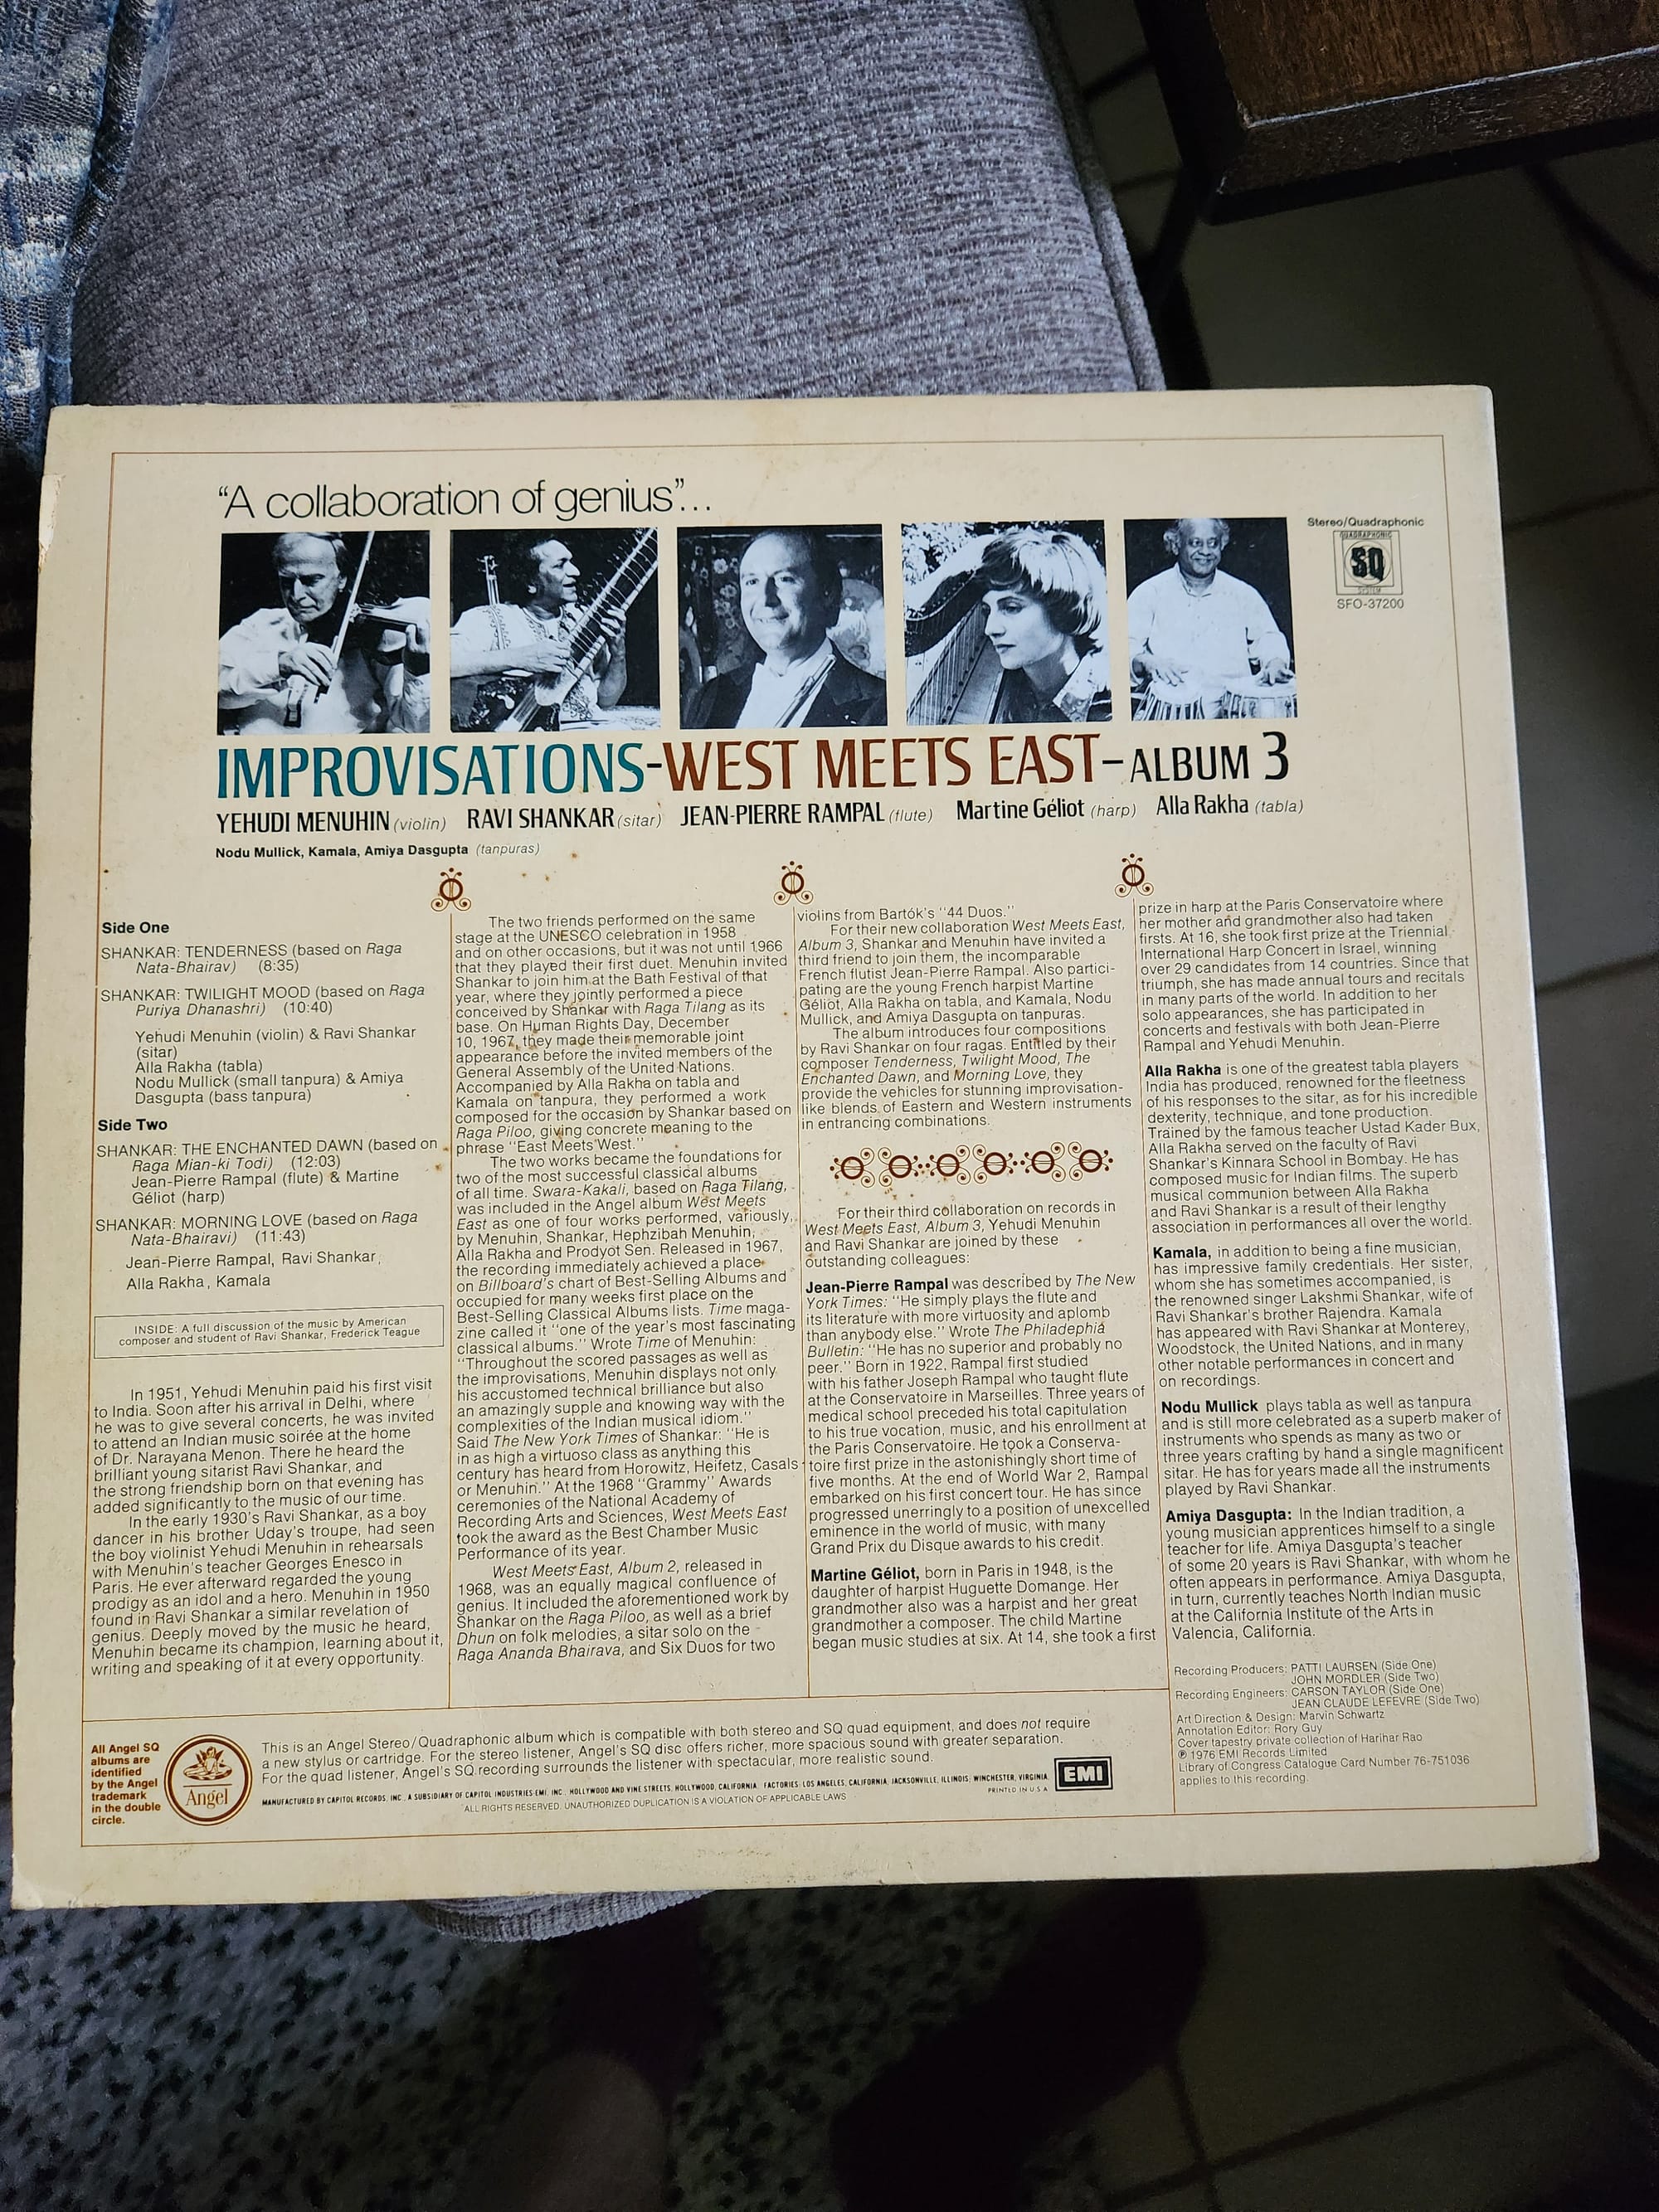 “A collaboration of genius”...
Stereo/Quadraphonic
QUADRAPHONIC
SQ
SYSTEM
SFO-37200
IMPROVISATIONS-WEST MEETS EAST-ALBUM 3
YEHUDI MENUHIN (violin) RAVI SHANKAR (sitar) JEAN-PIERRE RAMPAL (flute) Martine Géliot (harp) Alla Rakha (tabla)
Nodu Mullick, Kamala, Amiya Dasgupta (tanpuras)
Side One
SHANKAR: TENDERNESS (based on Raga
Nata-Bhairav) (8:35)
SHANKAR: TWILIGHT MOOD (based on Raga
Puriya Dhanashri) (10:40)
Yehudi Menuhin (violin) & Ravi Shankar
(sitar)
Alla Rakha (tabla)
Nodu Mullick (small tanpura) & Amiya
Dasgupta (bass tanpura)
Side Two
SHANKAR: THE ENCHANTED DAWN (based on
Raga Mian-ki Todi) (12:03)
Jean-Pierre Rampal (flute) & Martine
Géliot (harp)
SHANKAR: MORNING LOVE (based on Raga
Nata-Bhairavi) (11:43)
Jean-Pierre Rampal, Ravi Shankar,
Alla Rakha, Kamala
INSIDE: A full discussion of the music by American
composer and student of Ravi Shankar, Frederick Teague
In 1951, Yehudi Menuhin paid his first visit
to India. Soon after his arrival in Delhi, where
he was to give several concerts, he was invited
to attend an Indian music soirée at the home
of Dr. Narayana Menon. There he heard the
brilliant young sitarist Ravi Shankar, and
the strong friendship born on that evening has
added significantly to the music of our time.
In the early 1930's Ravi Shankar, as a boy
dancer in his brother Uday's troupe, had seen
the boy violinist Yehudi Menuhin in rehearsals
with Menuhin's teacher Georges Enesco in
Paris. He ever afterward regarded the young
prodigy as an idol and a hero. Menuhin in 1950
found in Ravi Shankar a similar revelation of
genius. Deeply moved by the music he heard,
Menuhin became its champion, learning about it,
writing and speaking of it at every opportunity.
The two friends performed on the same
stage at the UNESCO celebration in 1958
and on other occasions, but it was not until 1966
that they played their first duet. Menuhin invited
Shankar to join him at the Bath Festival of that
year, where they jointly performed a piece
conceived by Shankar with Raga Tilang as its
base. On Human Rights Day, December
10, 1967, they made their memorable joint
appearance before the invited members of the
General Assembly of the United Nations.
Accompanied by Alla Rakha on tabla and
Kamala on tanpura, they performed a work
composed for the occasion by Shankar based on
Raga Piloo, giving concrete meaning to the
phrase "East Meets West."
The two works became the foundations for
two of the most successful classical albums
of all time. Swara-Kakali, based on Raga Tilang,
was included in the Angel album West Meets
East as one of four works performed, variously,
by Menuhin, Shankar, Hephzibah Menuhin,
Alla Rakha and Prodyot Sen. Released in 1967,
the recording immediately achieved a place
on Billboard's chart of Best-Selling Albums and
occupied for many weeks first place on the
Best-Selling Classical Albums lists. Time maga-
zine called it "one of the year's most fascinating
classical albums." Wrote Time of Menuhin:
"Throughout the scored passages as well as
the improvisations, Menuhin displays not only
his accustomed technical brilliance but also
an amazingly supple and knowing way with the
complexities of the Indian musical idiom."
Said The New York Times of Shankar: "He is
in as high a virtuoso class as anything this
century has heard from Horowitz, Heifetz, Casals
or Menuhin." At the 1968 "Grammy" Awards
ceremonies of the National Academy of
Recording Arts and Sciences, West Meets East
took the award as the Best Chamber Music
Performance of its year.
West Meets East, Album 2, released in
1968, was an equally magical confluence of
genius. It included the aforementioned work by
Shankar on the Raga Piloo, as well as a brief
Dhun on folk melodies, a sitar solo on the
Raga Ananda Bhairava, and Six Duos for two
violins from Bartók's "44 Duos."
For their new collaboration West Meets East,
Album 3, Shankar and Menuhin have invited a
third friend to join them, the incomparable
French flutist Jean-Pierre Rampal. Also partici-
pating are the young French harpist Martine
Géliot, Alla Rakha on tabla, and Kamala, Nodu
Mullick, and Amiya Dasgupta on tanpuras.
The album introduces four compositions
by Ravi Shankar on four ragas. Entitled by their
composer Tenderness, Twilight Mood, The
Enchanted Dawn, and Morning Love, they
provide the vehicles for stunning improvisation-
like blends of Eastern and Western instruments
in entrancing combinations.
For their third collaboration on records in
West Meets East, Album 3, Yehudi Menuhin
and Ravi Shankar are joined by these
outstanding colleagues:
Jean-Pierre Rampal was described by The New
York Times: "He simply plays the flute and
its literature with more virtuosity and aplomb
than anybody else." Wrote The Philadephia
Bulletin: "He has no superior and probably no
peer." Born in 1922, Rampal first studied
with his father Joseph Rampal who taught flute
at the Conservatoire in Marseilles. Three years of
medical school preceded his total capitulation
to his true vocation, music, and his enrollment at
the Paris Conservatoire. He took a Conserva-
toire first prize in the astonishingly short time of
five months. At the end of World War 2, Rampal
embarked on his first concert tour. He has since
progressed unerringly to a position of unexcelled
eminence in the world of music, with many
Grand Prix du Disque awards to his credit.
Martine Géliot, born in Paris in 1948, is the
daughter of harpist Huguette Domange. Her
grandmother also was a harpist and her great
grandmother a composer. The child Martine
began music studies at six. At 14, she took a first
prize in harp at the Paris Conservatoire where
her mother and grandmother also had taken
firsts. At 16, she took first prize at the Triennial
International Harp Concert in Israel, winning
over 29 candidates from 14 countries. Since that
triumph, she has made annual tours and recitals
in many parts of the world. In addition to her
solo appearances, she has participated in
concerts and festivals with both Jean-Pierre
Rampal and Yehudi Menuhin.
Alla Rakha is one of the greatest tabla players
India has produced, renowned for the fleetness
of his responses to the sitar, as for his incredible
dexterity, technique, and tone production.
Trained by the famous teacher Ustad Kader Bux,
Alla Rakha served on the faculty of Ravi
Shankar's Kinnara School in Bombay. He has
composed music for Indian films. The superb
musical communion between Alla Rakha
and Ravi Shankar is a result of their lengthy
association in performances all over the world.
Kamala, in addition to being a fine musician,
has impressive family credentials. Her sister,
whom she has sometimes accompanied, is
the renowned singer Lakshmi Shankar, wife of
Ravi Shankar's brother Rajendra. Kamala
has appeared with Ravi Shankar at Monterey,
Woodstock, the United Nations, and in many
other notable performances in concert and
on recordings.
Nodu Mullick plays tabla as well as tanpura
and is still more celebrated as a superb maker of
instruments who spends as many as two or
three years crafting by hand a single magnificent
sitar. He has for years made all the instruments
played by Ravi Shankar.
Amiya Dasgupta: In the Indian tradition, a
young musician apprentices himself to a single
teacher for life. Amiya Dasgupta's teacher
of some 20 years is Ravi Shankar, with whom he
often appears in performance. Amiya Dasgupta,
in turn, currently teaches North Indian music
at the California Institute of the Arts in
Valencia, California.
Recording Producers: PATTI LAURSEN (Side One)
JOHN MORDLER (Side Two)
Recording Engineers: CARSON TAYLOR (Side One)
JEAN CLAUDE LEFEVRE (Side Two)
Art Direction & Design: Marvin Schwartz
Annotation Editor: Rory Guy
Cover tapestry private collection of Harihar Rao
℗ 1976 EMI Records Limited
Library of Congress Catalogue Card Number 76-751036
applies to this recording.
All Angel SQ
albums are
identified
by the Angel
trademark
in the double
circle.
Angel
This is an Angel Stereo/Quadraphonic album which is compatible with both stereo and SQ quad equipment, and does not require
a new stylus or cartridge. For the stereo listener, Angel's SQ disc offers richer, more spacious sound with greater separation.
For the quad listener, Angel's SQ recording surrounds the listener with spectacular, more realistic sound.
MANUFACTURED BY CAPITOL RECORDS, INC., A SUBSIDIARY OF CAPITOL INDUSTRIES-EMI, INC., HOLLYWOOD AND VINE STREETS, HOLLYWOOD, CALIFORNIA. FACTORIES: LOS ANGELES, CALIFORNIA; JACKSONVILLE, ILLINOIS; WINCHESTER, VIRGINIA.
PRINTED IN U.S.A.
ALL RIGHTS RESERVED. UNAUTHORIZED DUPLICATION IS A VIOLATION OF APPLICABLE LAWS
EMI